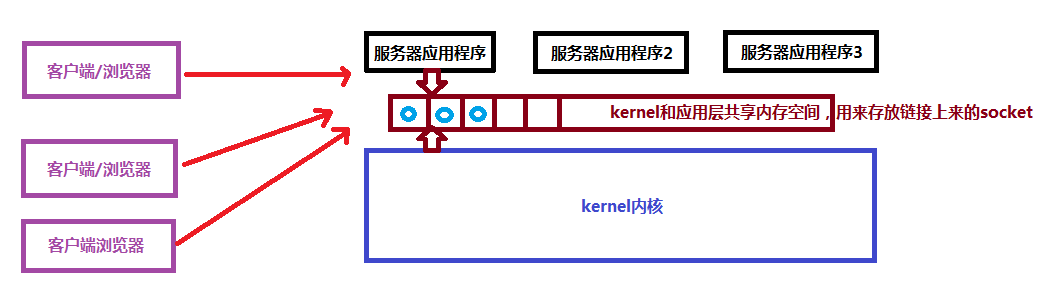 服务器应用程序
服务器应用程序2
服务器应用程序3
客户端/浏览器
kernel和应用层共享内存空间，用来存放链接上来的socket
客户端/浏览器
kernel内核
客户端浏览器